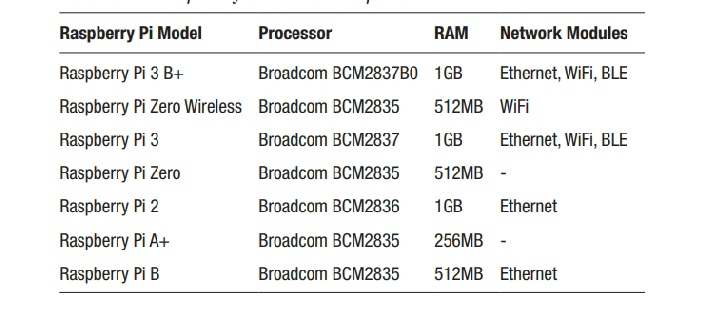 Raspberry Pi Model Processor RAM Network Modules
Raspberry Pi 3 B+ Broadcom BCM2837B0 1GB Ethernet, WiFi, BLE
Raspberry Pi Zero Wireless Broadcom BCM2835 512MB WiFi
Raspberry Pi 3 Broadcom BCM2837 1GB Ethernet, WiFi, BLE
Raspberry Pi Zero Broadcom BCM2835 512MB -
Raspberry Pi 2 Broadcom BCM2836 1GB Ethernet
Raspberry Pi A+ Broadcom BCM2835 256MB -
Raspberry Pi B Broadcom BCM2835 512MB Ethernet